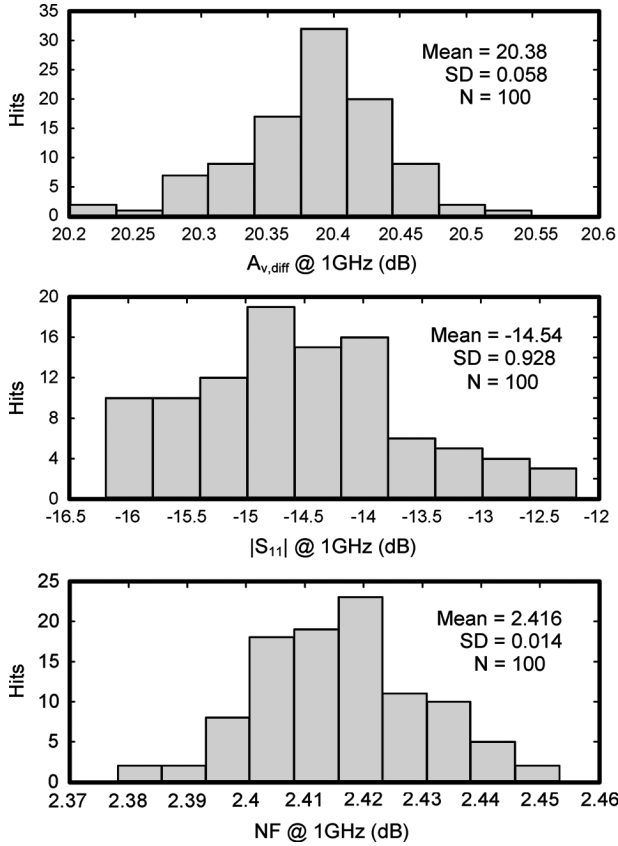 35
30
25
20
15
10
5
0
Hits
Mean = 20.38
SD = 0.058
N = 100
20.2 20.25 20.3 20.35 20.4 20.45 20.5 20.55 20.6
Av,diff @ 1GHz (dB)
20
16
12
8
4
0
Hits
Mean = -14.54
SD = 0.928
N = 100
-16.5 -16 -15.5 -15 -14.5 -14 -13.5 -13 -12.5 -12
|S11| @ 1GHz (dB)
25
20
15
10
5
0
Hits
Mean = 2.416
SD = 0.014
N = 100
2.37 2.38 2.39 2.4 2.41 2.42 2.43 2.44 2.45 2.46
NF @ 1GHz (dB)